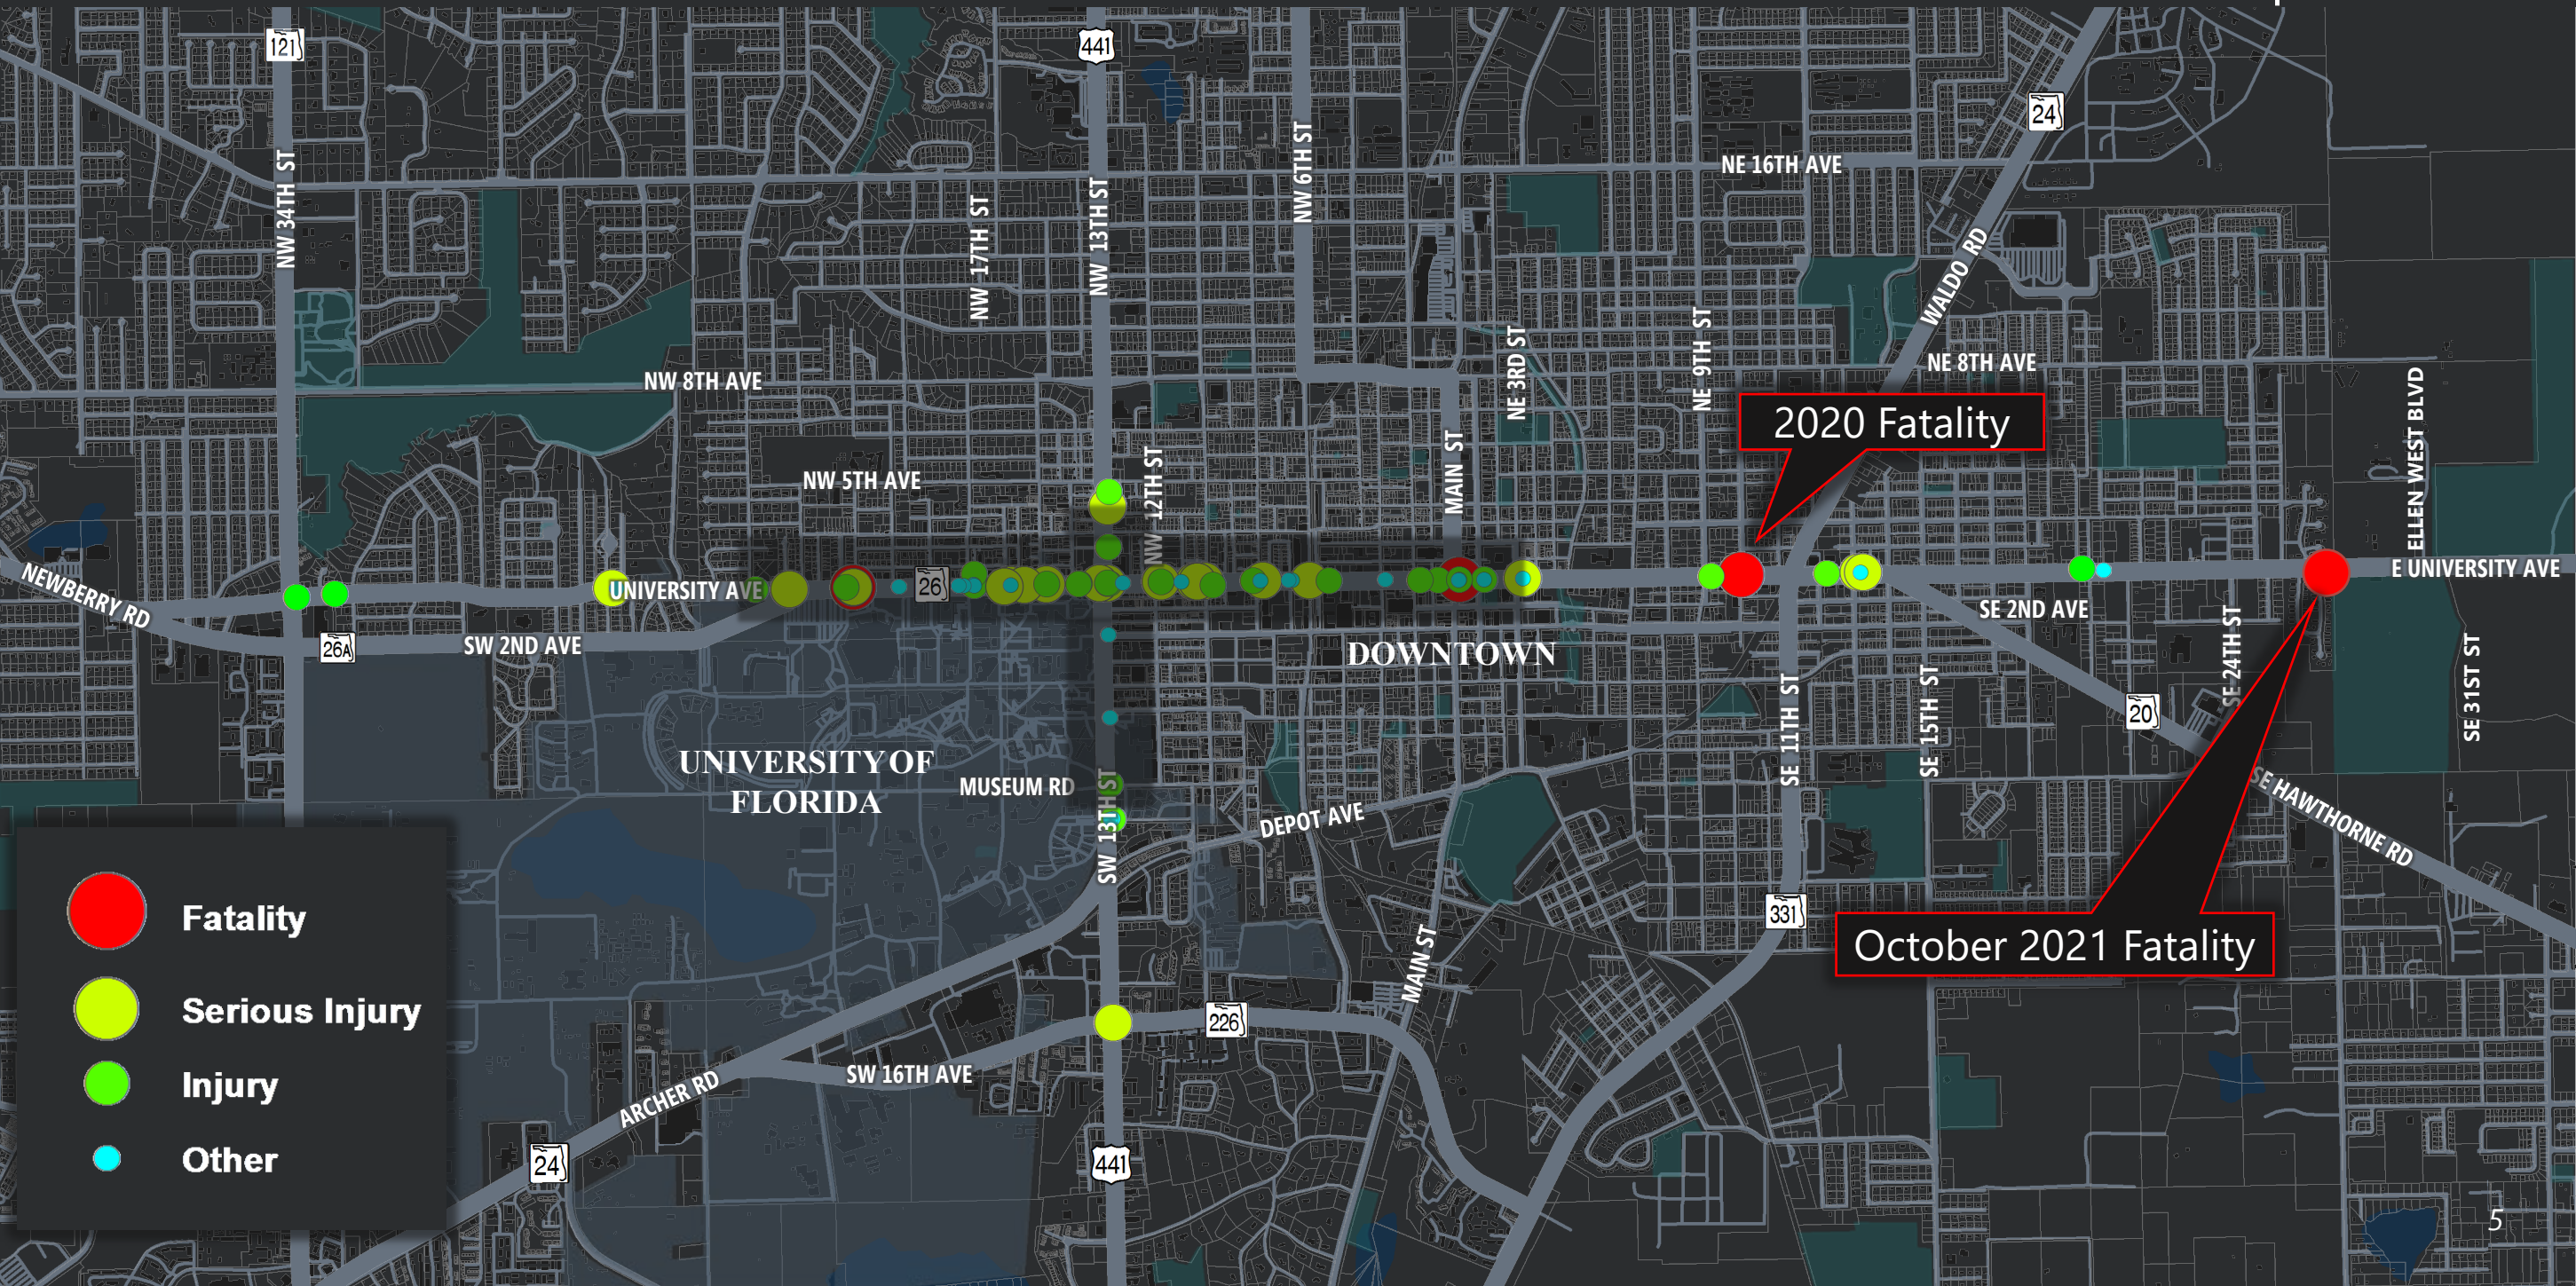 121
441
24
NE 16TH AVE
NW 34TH ST
NW 17TH ST
NW 13TH ST
NW 6TH ST
WALDO RD
NE 3RD ST
NE 9TH ST
NE 8TH AVE
NW 8TH AVE
ELLEN WEST BLVD
2020 Fatality
NW 5TH AVE
NW 12TH ST
MAIN ST
NEWBERRY RD
UNIVERSITY AVE
26
E UNIVERSITY AVE
SE 2ND AVE
26A
SW 2ND AVE
DOWNTOWN
SE 24TH ST
SE 31ST ST
SE 11TH ST
SE 15TH ST
20
UNIVERSITY OF
FLORIDA
MUSEUM RD
SW 13TH ST
DEPOT AVE
SE HAWTHORNE RD
331
October 2021 Fatality
MAIN ST
Fatality
Serious Injury
Injury
Other
226
SW 16TH AVE
ARCHER RD
24
441
5